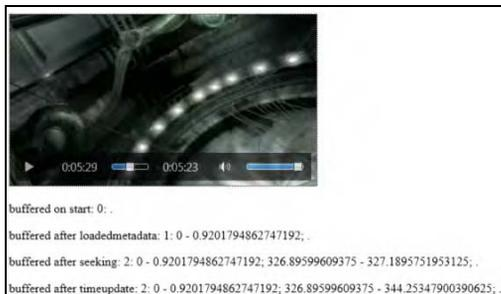 0:05:29 0:05:23
buffered on start: 0: .
buffered after loadedmetadata: 1: 0 - 0.9201794862747192; .
buffered after seeking: 2: 0 - 0.9201794862747192; 326.89599609375 - 327.1895751953125; .
buffered after timeupdate: 2: 0 - 0.9201794862747192; 326.89599609375 - 344.25347900390625; .